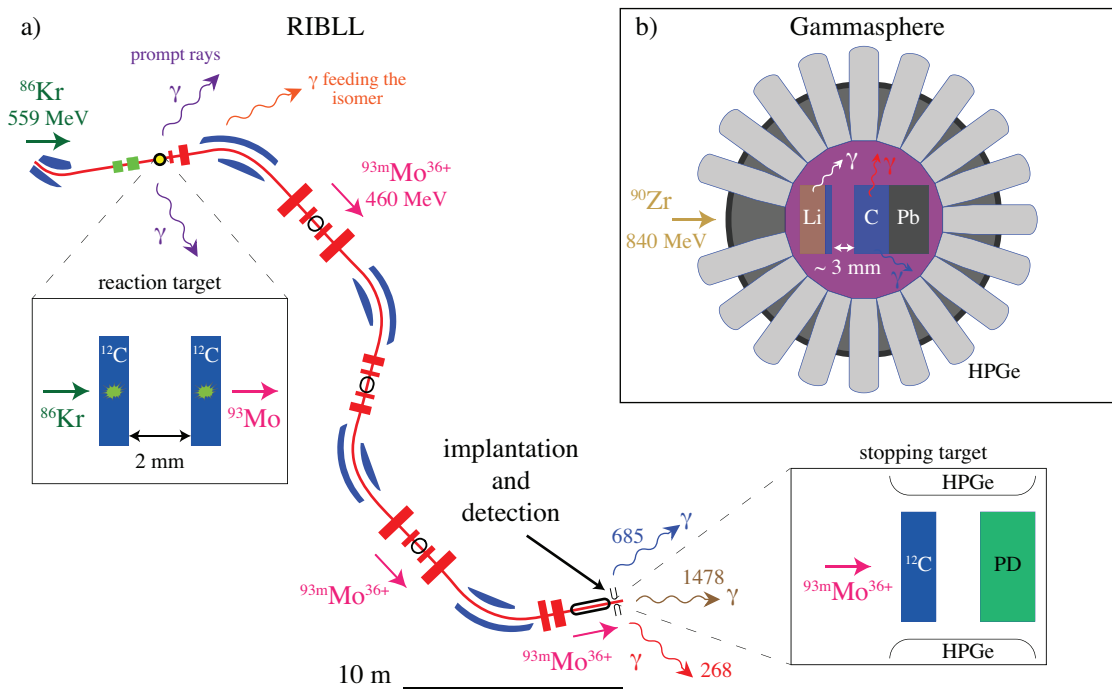 a)
RIBLL
prompt rays
γ
γ feeding the
isomer
⁸⁶Kr
559 MeV
⁹³ᵐMo³⁶⁺
460 MeV
γ
reaction target
¹²C
¹²C
⁸⁶Kr
⁹³Mo
2 mm
b)
Gammasphere
⁹⁰Zr
840 MeV
γ
γ
Li
C
Pb
~ 3 mm
γ
HPGe
implantation
and
detection
685
γ
1478
γ
γ
268
⁹³ᵐMo³⁶⁺
⁹³ᵐMo³⁶⁺
10 m
stopping target
HPGe
¹²C
PD
⁹³ᵐMo³⁶⁺
HPGe